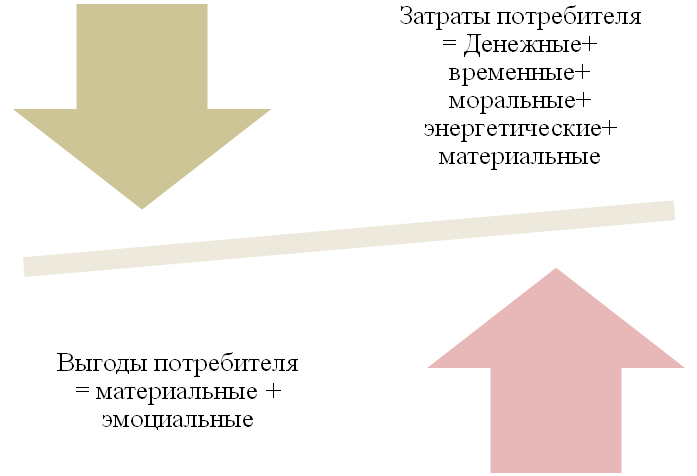 Затраты потребителя
= Денежные+
временные+
моральные+
энергетические+
материальные
Выгоды потребителя
= материальные +
эмоциальные